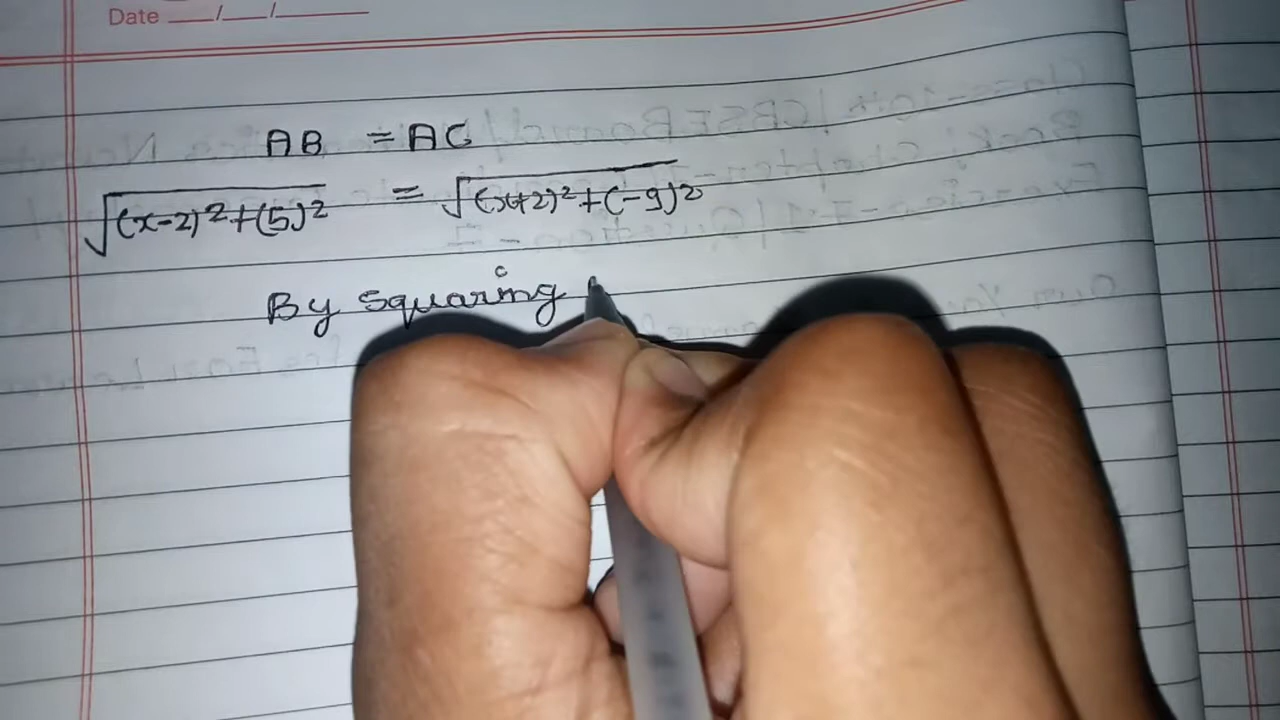 Date __/__/____
AB = AC
√(x-2)²+(5)² = √(x+2)²+(-9)²
By squaring